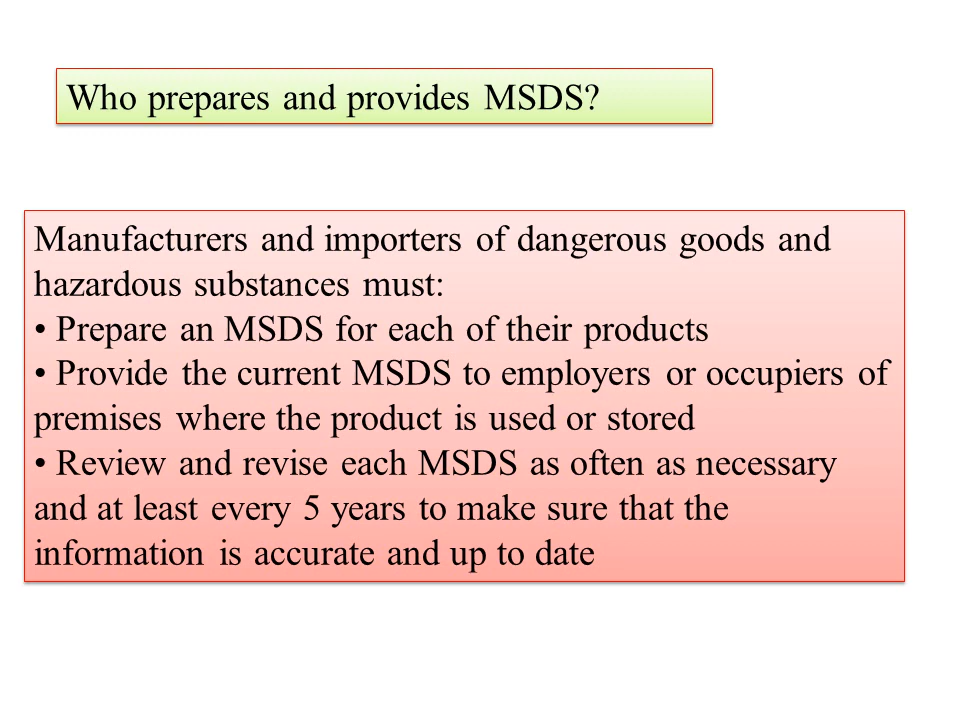 Who prepares and provides MSDS?
Manufacturers and importers of dangerous goods and
hazardous substances must:
• Prepare an MSDS for each of their products
• Provide the current MSDS to employers or occupiers of
premises where the product is used or stored
• Review and revise each MSDS as often as necessary
and at least every 5 years to make sure that the
information is accurate and up to date